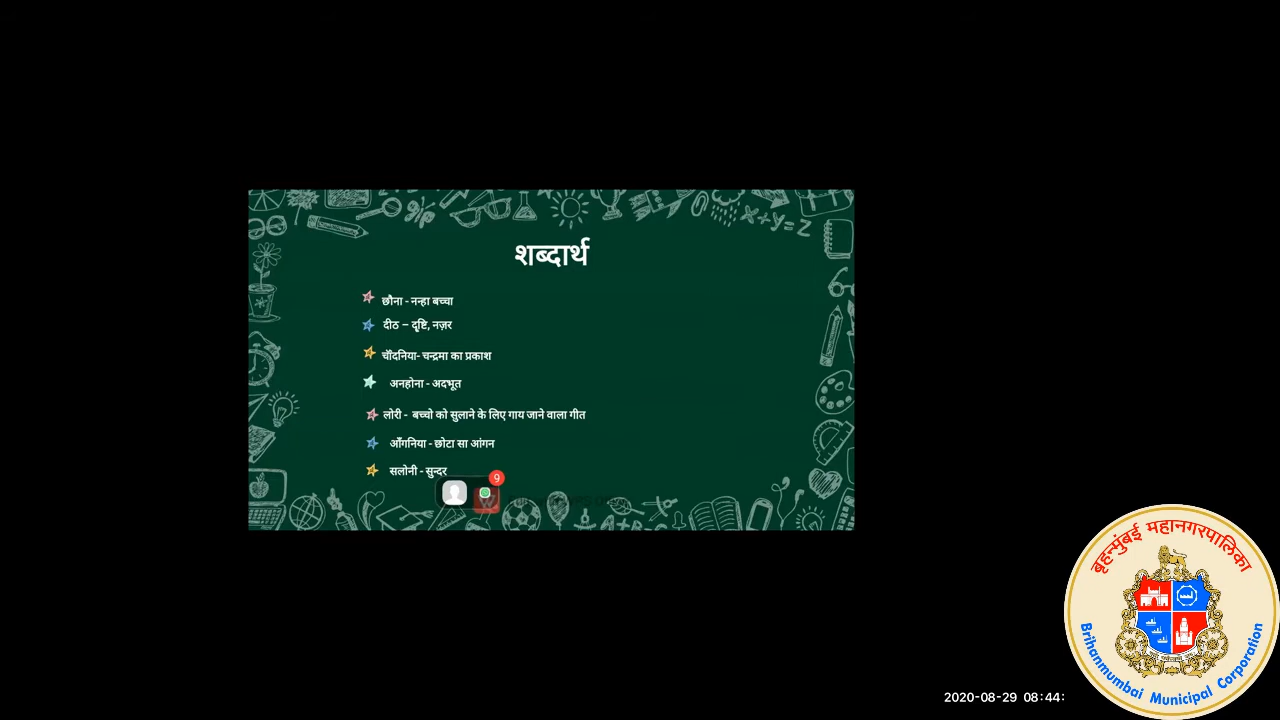 शब्दार्थ
छौना - नन्हा बच्चा
दीठ – दृष्टि, नज़र
चाँदनिया- चन्द्रमा का प्रकाश
अनहोना - अदभूत
लोरी - बच्चो को सुलाने के लिए गाय जाने वाला गीत
आँगनिया - छोटा सा आंगन
सलोनी - सुन्दर
9
x+y=z
बृहन्मुंबई महानगरपालिका
Brihanmumbai Municipal Corporation
2020-08-29 08:44: